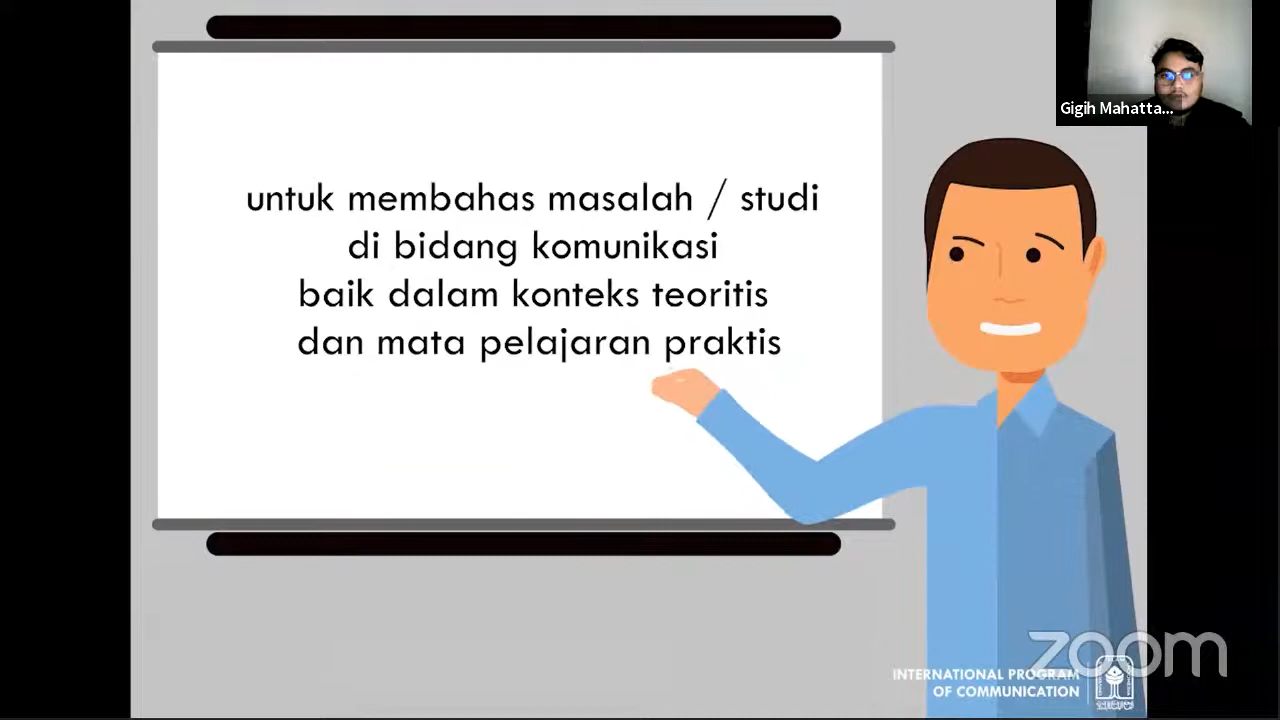 Gigih Mahatta...
untuk membahas masalah / studi
di bidang komunikasi
baik dalam konteks teoritis
dan mata pelajaran praktis
zoom
INTERNATIONAL PROGRAM
OF COMMUNICATION